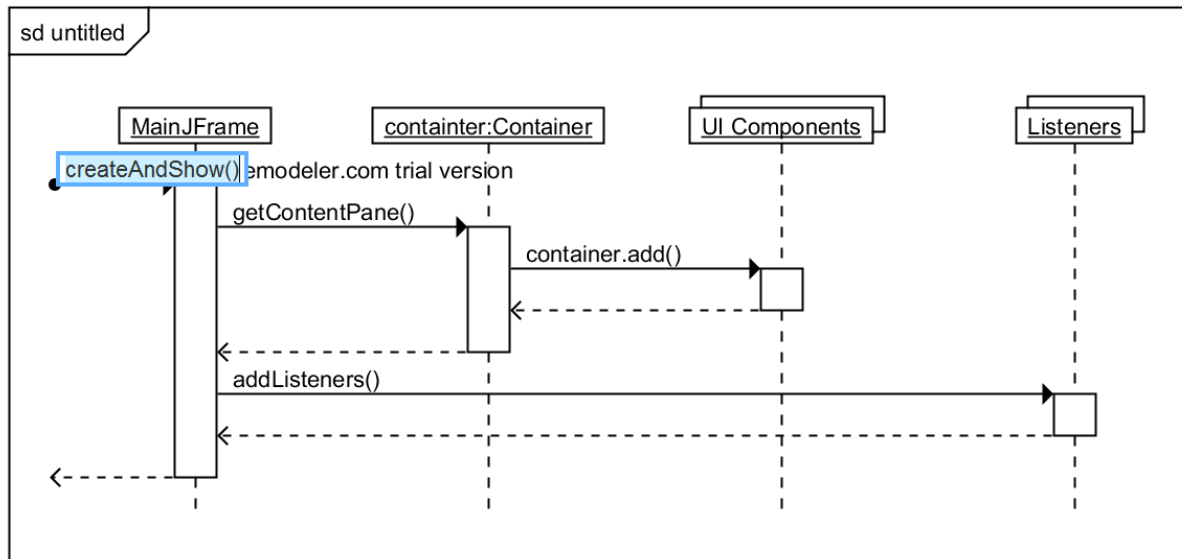 sd untitled
MainJFrame
containter:Container
UI Components
Listeners
createAndShow()
emodeler.com trial version
getContentPane()
container.add()
addListeners()